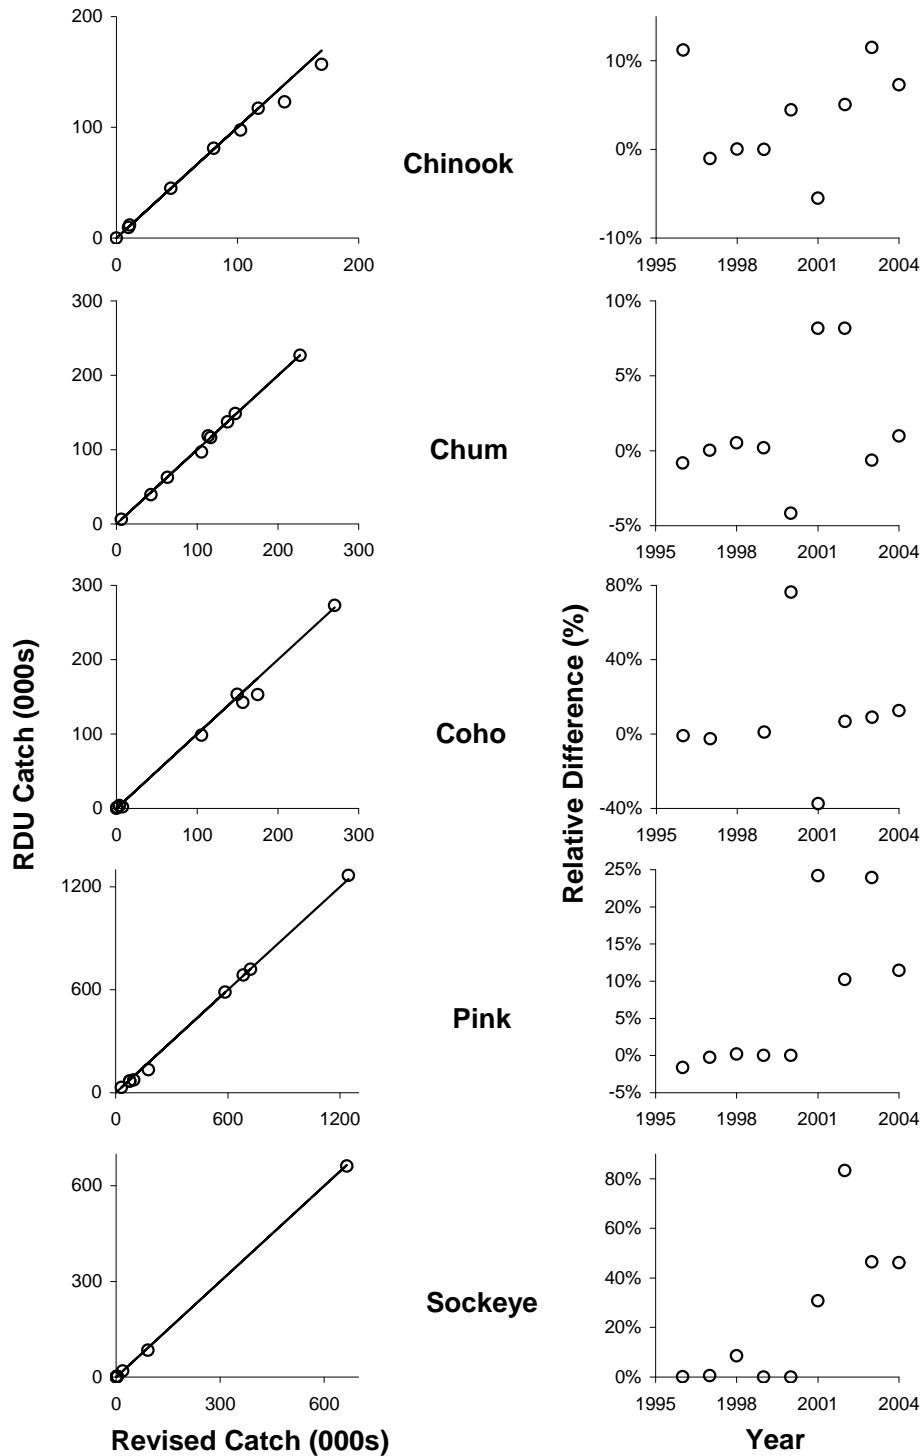 200
100
0
0 100 200
Chinook
10%
0%
-10%
1995 1998 2001 2004
300
200
100
0
0 100 200 300
Chum
10%
5%
0%
-5%
1995 1998 2001 2004
300
200
100
0
0 100 200 300
Coho
80%
40%
0%
-40%
1995 1998 2001 2004
RDU Catch (000s)
Relative Difference (%)
1200
600
0
0 600 1200
Pink
25%
20%
15%
10%
5%
0%
-5%
1995 1998 2001 2004
600
300
0
0 300 600
Sockeye
80%
60%
40%
20%
0%
1995 1998 2001 2004
Revised Catch (000s)
Year